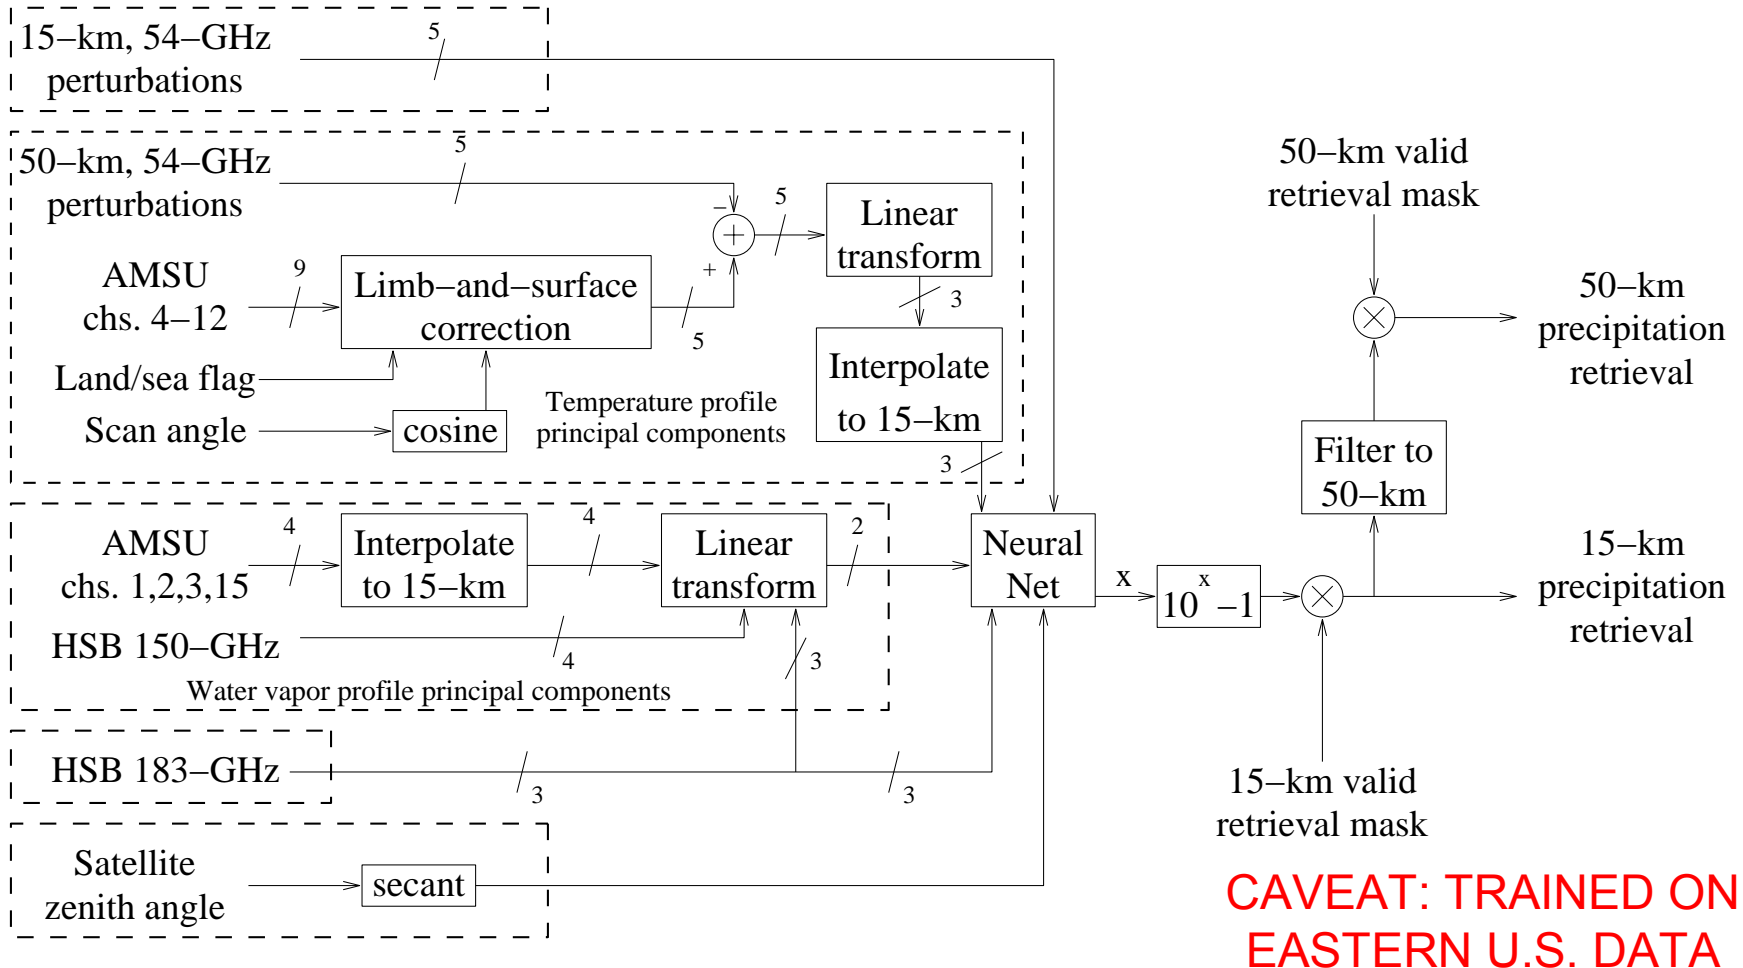 15−km, 54−GHz
perturbations
5
50−km, 54−GHz
perturbations
5
−
+
+
5
Linear
transform
AMSU
chs. 4−12
9
Limb−and−surface
correction
5
3
Land/sea flag
Scan angle
cosine
Temperature profile
principal components
Interpolate
to 15−km
3
AMSU
chs. 1,2,3,15
4
Interpolate
to 15−km
4
Linear
transform
2
HSB 150−GHz
4
3
Water vapor profile principal components
HSB 183−GHz
3
3
Satellite
zenith angle
secant
Neural
Net
x
10^x −1
×
15−km valid
retrieval mask
15−km
precipitation
retrieval
Filter to
50−km
×
50−km valid
retrieval mask
50−km
precipitation
retrieval
CAVEAT: TRAINED ON
EASTERN U.S. DATA